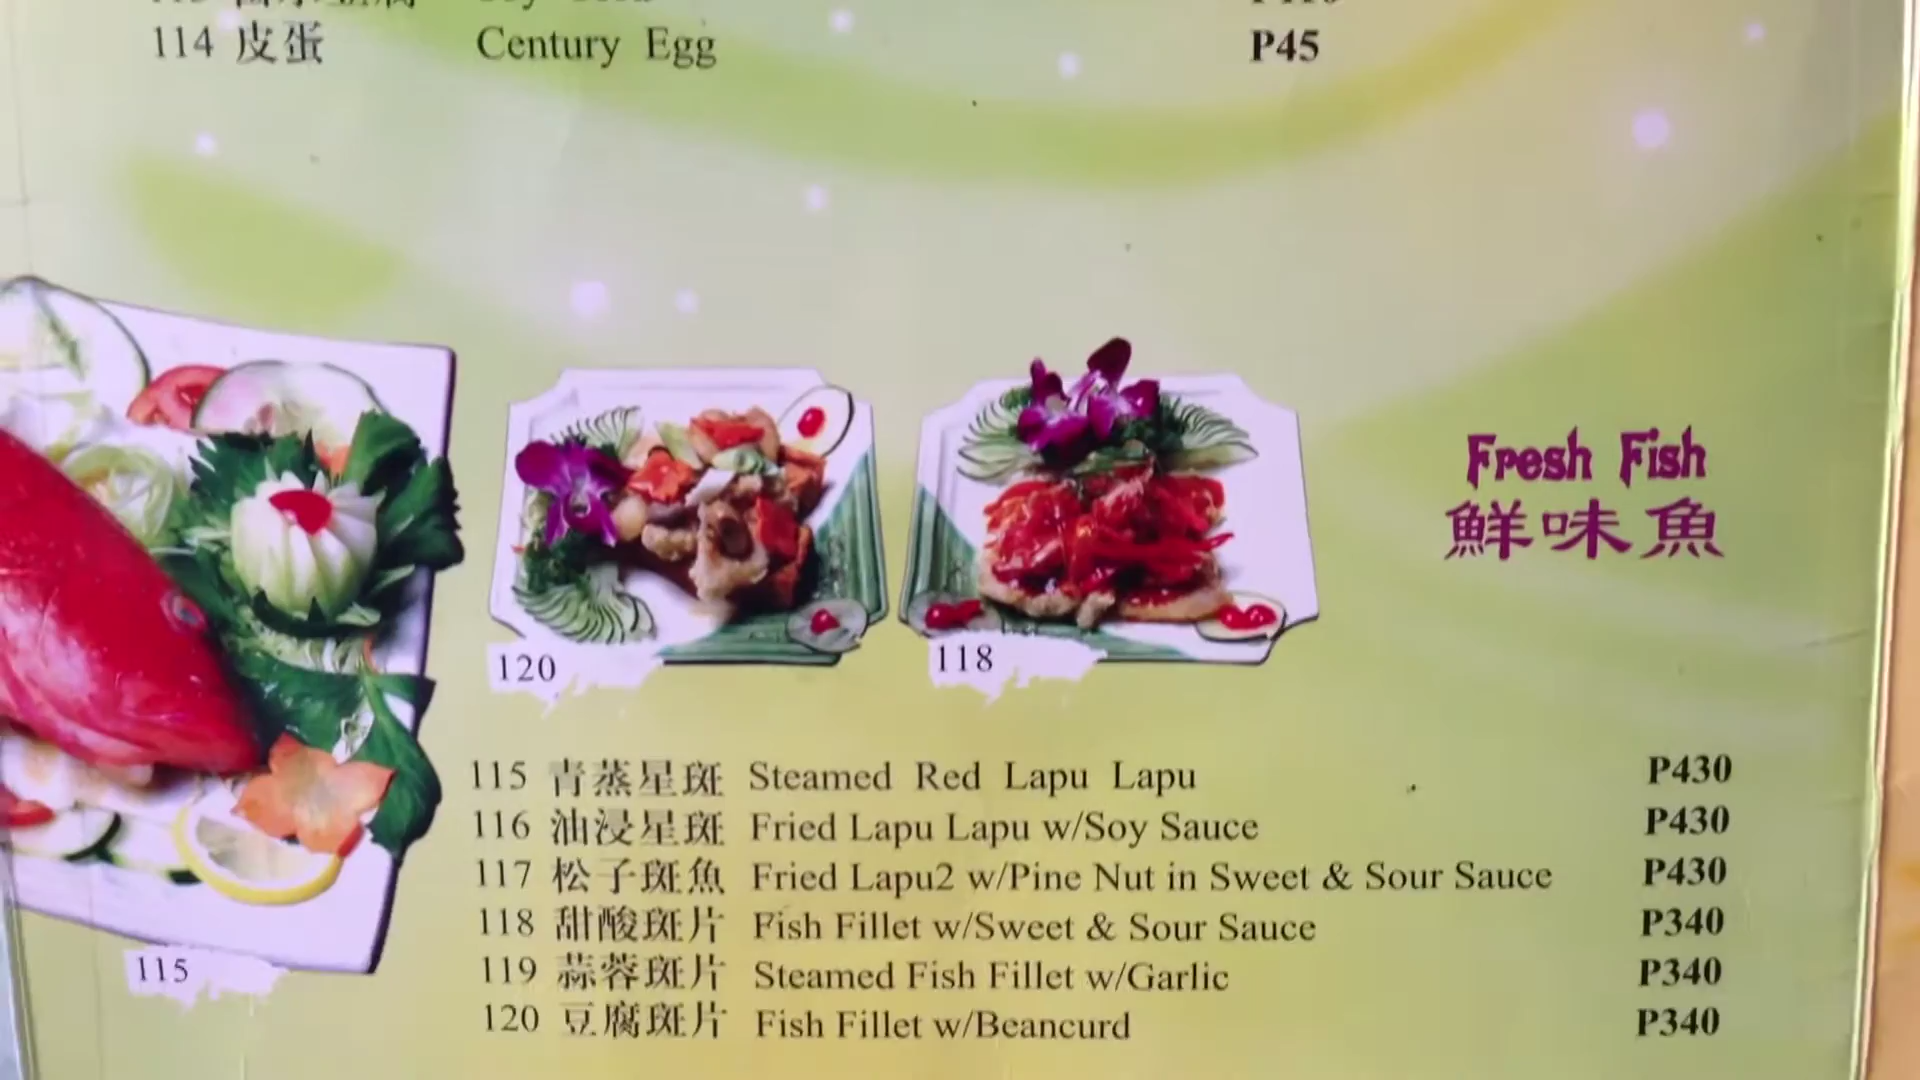 114 皮蛋 Century Egg P45
Fresh Fish
鮮味魚
120
118
115
115 青蒸星斑 Steamed Red Lapu Lapu P430
116 油浸星斑 Fried Lapu Lapu w/Soy Sauce P430
117 松子斑魚 Fried Lapu2 w/Pine Nut in Sweet & Sour Sauce P430
118 甜酸斑片 Fish Fillet w/Sweet & Sour Sauce P340
119 蒜蓉斑片 Steamed Fish Fillet w/Garlic P340
120 豆腐斑片 Fish Fillet w/Beancurd P340